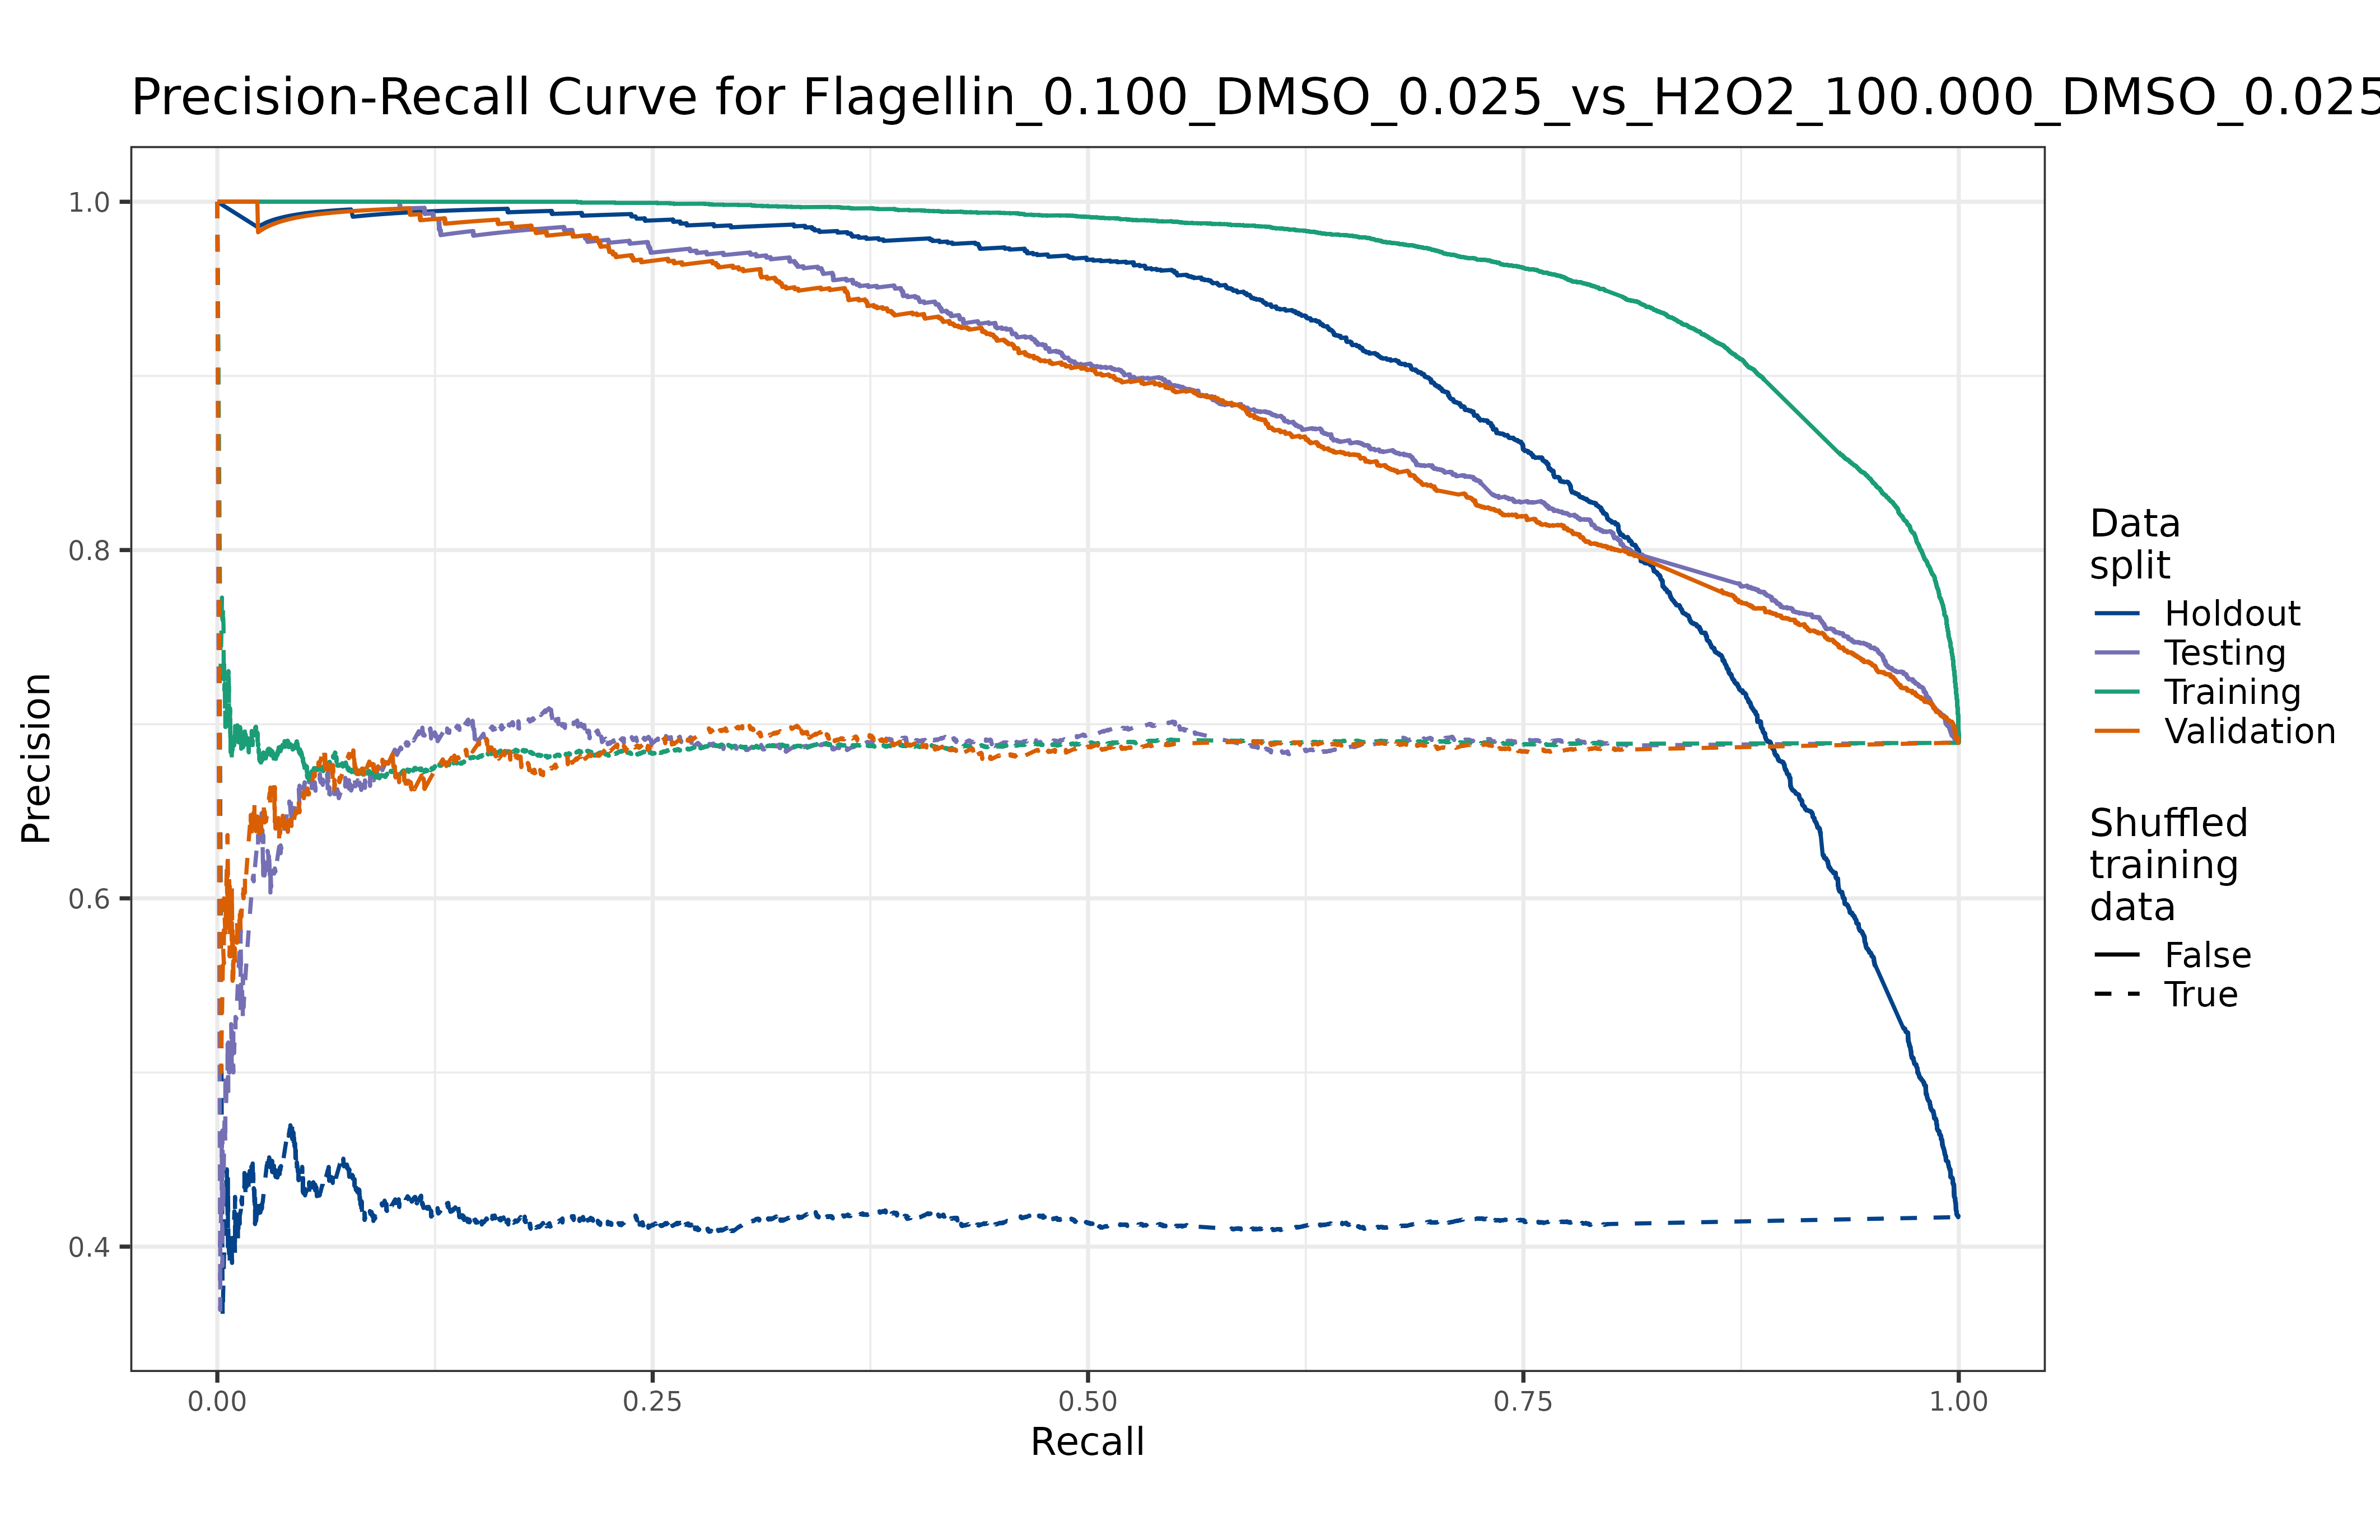 Precision-Recall Curve for Flagellin_0.100_DMSO_0.025_vs_H2O2_100.000_DMSO_0.025
1.0
0.8
0.6
0.4
Precision
0.00 0.25 0.50 0.75 1.00
Recall
Data
split
Holdout
Testing
Training
Validation
Shuffled
training
data
False
True